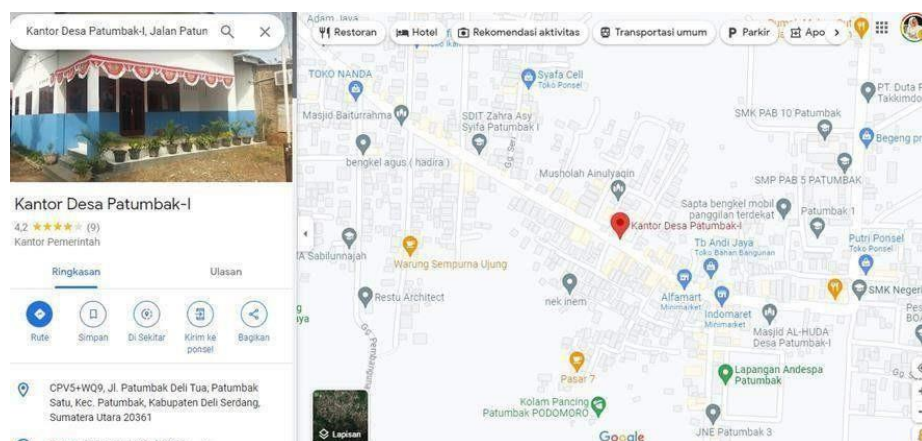 Kantor Desa Patumbak-I, Jalan Patun
Kantor Desa Patumbak-I
4,2
(9)
Kantor Pemerintah
Ringkasan
Ulasan
Rute
Simpan
Di Sekitar
Kirim ke
ponsel
Bagikan
CPV5+WQ9, Jl. Patumbak Deli Tua, Patumbak
Satu, Kec. Patumbak, Kabupaten Deli Serdang,
Sumatera Utara 20361
Restoran
Hotel
Rekomendasi aktivitas
Transportasi umum
Parkir
Apo
Adam Jaya
TOKO NANDA
Syafa Cell
Toko Ponsel
PT. Duta P
Takkimdo
Masjid Baiturrahma
SDIT Zahra Asy
Syifa Patumbak I
SMK PAB 10 Patumbak
Begeng pr
bengkel agus ( hadira )
Gg. Ser
Musholah Ainulyaqin
SMP PAB 5 PATUMBAK
Sapta bengkel mobil
panggilan terdekat
Patumbak 1
Kantor Desa Patumbak-I
IA Sabilunnajah
Warung Sempurna Ujung
Tb Andi Jaya
Toko Bahan Bangunan
Putri Ponsel
Toko Ponsel
Restu Architect
nek inem
Alfamart
Minimarket
Indomaret
Minimarket
SMK Negeri
Masjid AL-HUDA
Desa Patumbak-I
Pasar 7
Lapangan Andespa
Patumbak
Kolam Pancing
Patumbak PODOMORO
JNE Patumbak 3
Lapisan
Google